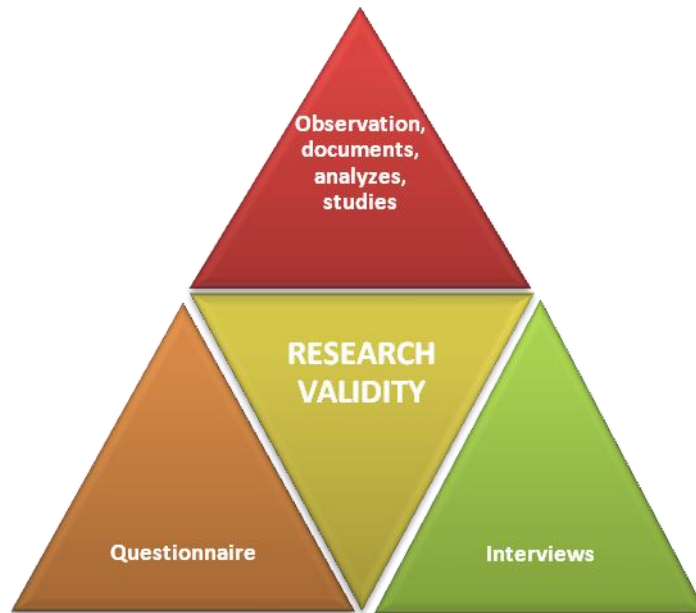 Observation,
documents,
analyzes,
studies
RESEARCH
VALIDITY
Questionnaire
Interviews